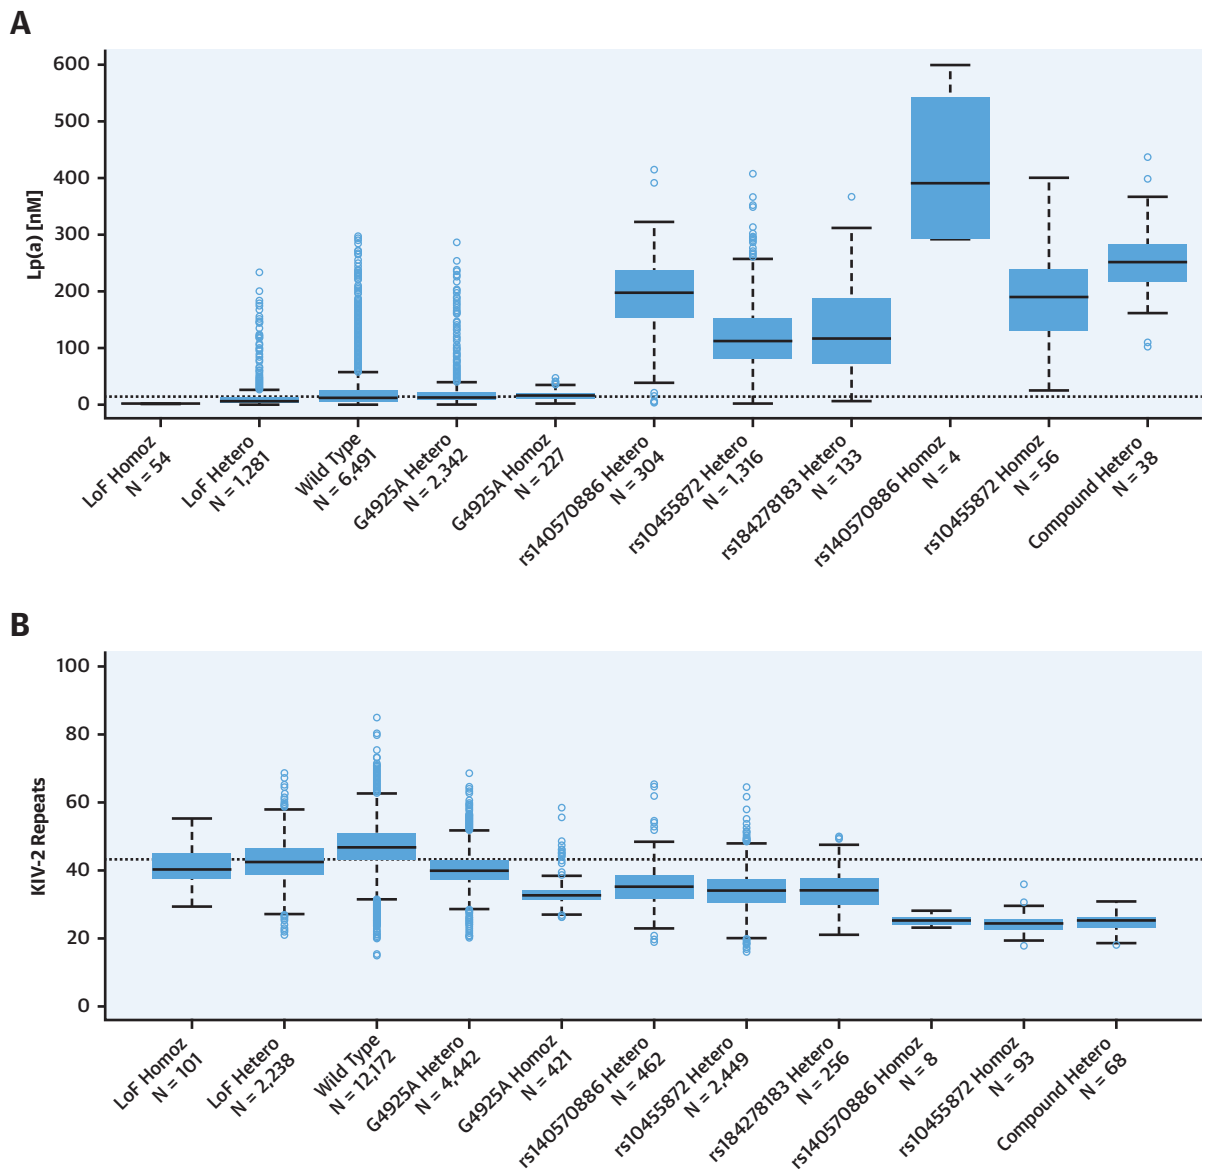 A
600
500
400
300
200
100
0
Lp(a) [nM]
LoF Homoz
N = 54
LoF Hetero
N = 1,281
Wild Type
N = 6,491
G4925A Hetero
N = 2,342
G4925A Homoz
N = 227
rs140570886 Hetero
N = 304
rs10455872 Hetero
N = 1,316
rs184278183 Hetero
N = 133
rs140570886 Homoz
N = 4
rs10455872 Homoz
N = 56
Compound Hetero
N = 38
B
100
80
60
40
20
0
KIV-2 Repeats
LoF Homoz
N = 101
LoF Hetero
N = 2,238
Wild Type
N = 12,172
G4925A Hetero
N = 4,442
G4925A Homoz
N = 421
rs140570886 Hetero
N = 462
rs10455872 Hetero
N = 2,449
rs184278183 Hetero
N = 256
rs140570886 Homoz
N = 8
rs10455872 Homoz
N = 93
Compound Hetero
N = 68